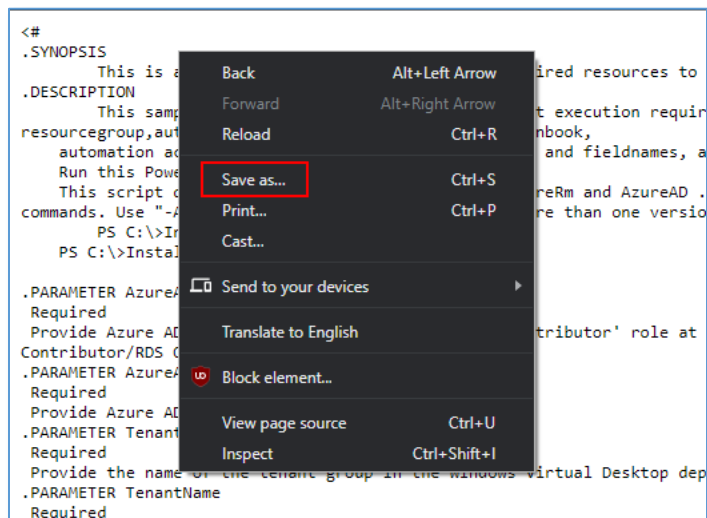 <#
.SYNOPSIS
This is a
ired resources to
.DESCRIPTION
This samp
t execution requir
resourcegroup,aut
nbook,
automation ac
and fieldnames, a
Run this Powe
This script c
reRm and AzureAD .
commands. Use "-A
re than one versio
PS C:\>In
PS C:\>Instal
.PARAMETER AzureA
Required
Provide Azure AD
tributor' role at
Contributor/RDS O
.PARAMETER AzureA
Required
Provide Azure AD
.PARAMETER Tenant
Required
Provide the name of the tenant group in the Windows Virtual Desktop dep
.PARAMETER TenantName
Required
Back Alt+Left Arrow
Forward Alt+Right Arrow
Reload Ctrl+R
Save as... Ctrl+S
Print... Ctrl+P
Cast...
Send to your devices
Translate to English
Block element...
View page source Ctrl+U
Inspect Ctrl+Shift+I